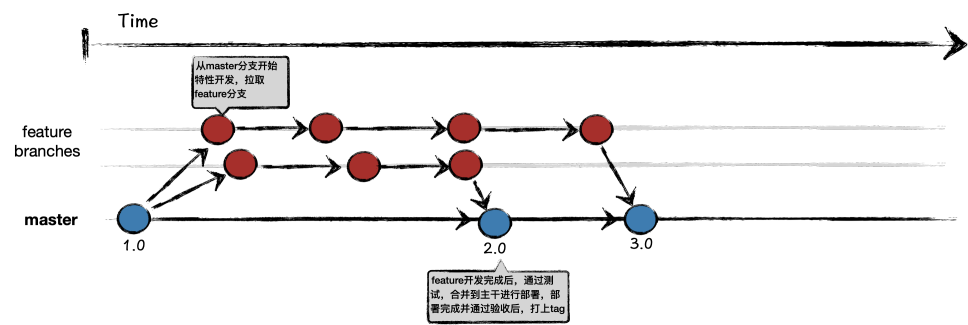 Time
从master分支开始
特性开发，拉取
feature分支
feature
branches
master
1.0
2.0
3.0
feature开发完成后，通过测
试，合并到主干进行部署，部
署完成并通过验收后，打上tag